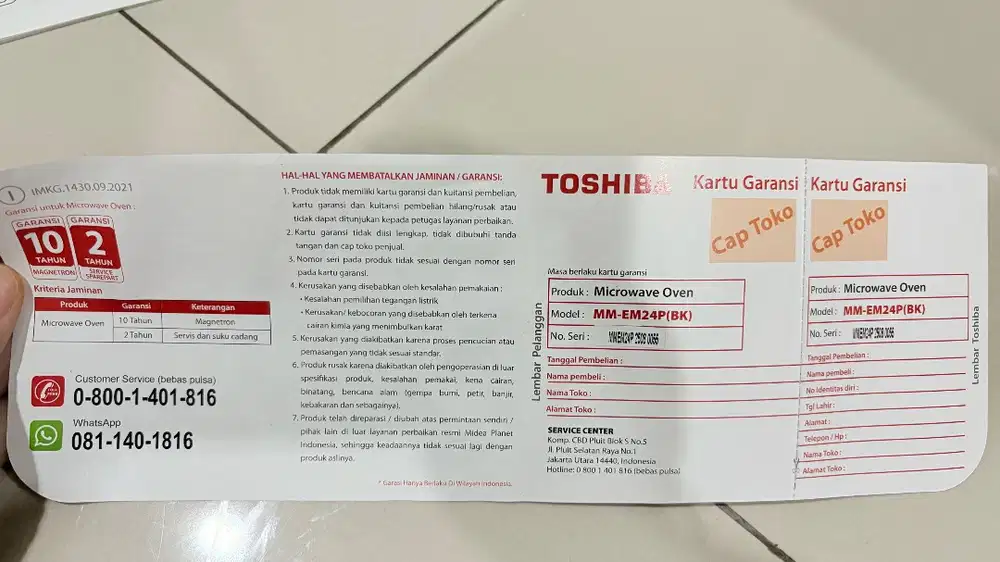 I IMKG.1430.09.2021
Garansi untuk Microwave Oven :
GARANSI
10
TAHUN
MAGNETRON
GARANSI
2
TAHUN
SERVICE
SPAREPART
Kriteria Jaminan
Produk Garansi Keterangan
Microwave Oven 10 Tahun Magnetron
2 Tahun Servis dan suku cadang
Customer Service (bebas pulsa)
0-800-1-401-816
WhatsApp
081-140-1816
HAL-HAL YANG MEMBATALKAN JAMINAN / GARANSI:
1. Produk tidak memiliki kartu garansi dan kuitansi pembelian,
kartu garansi dan kuitansi pembelian hilang/rusak atau
tidak dapat ditunjukan kepada petugas layanan perbaikan.
2. Kartu garansi tidak diisi lengkap, tidak dibubuhi tanda
tangan dan cap toko penjual.
3. Nomor seri pada produk tidak sesuai dengan nomor seri
pada kartu garansi.
4. Kerusakan yang disebabkan oleh kesalahan pemakaian :
• Kesalahan pemilihan tegangan listrik
• Kerusakan/ kebocoran yang disebabkan oleh terkena
cairan kimia yang menimbulkan karat
5. Kerusakan yang diakibatkan karena proses pencucian atau
pemasangan yang tidak sesuai standar.
6. Produk rusak karena diakibatkan oleh pengoperasian di luar
spesifikasi produk, kesalahan pemakai, kena cairan,
binatang, bencana alam (gempa bumi, petir, banjir,
kebakaran dan sebagainya).
7. Produk telah direparasi / diubah atas permintaan sendiri /
pihak lain di luar layanan perbaikan resmi Midea Planet
Indonesia, sehingga keadaannya tidak sesuai lagi dengan
produk aslinya.
* Garasi Hanya Berlaku Di Wilayah Indonesia.
TOSHIBA Kartu Garansi
Cap Toko
Masa berlaku kartu garansi
Produk : Microwave Oven
Model : MM-EM24P(BK)
No. Seri : MMEM24P 2508 0066
Lembar Pelanggan
Tanggal Pembelian :
Nama pembeli :
Nama Toko :
Alamat Toko :
SERVICE CENTER
Komp. CBD Pluit Blok S No.5
Jl. Pluit Selatan Raya No.1
Jakarta Utara 14440, Indonesia
Hotline: 0 800 1 401 816 (bebas pulsa)
Kartu Garansi
Cap Toko
Produk : Microwave Oven
Model : MM-EM24P(BK)
No. Seri :
Lembar Toshiba
Tanggal Pembelian :
Nama pembeli :
No Identitas diri :
Tgl Lahir :
Alamat :
Telepon / Hp :
Nama Toko :
Alamat Toko :